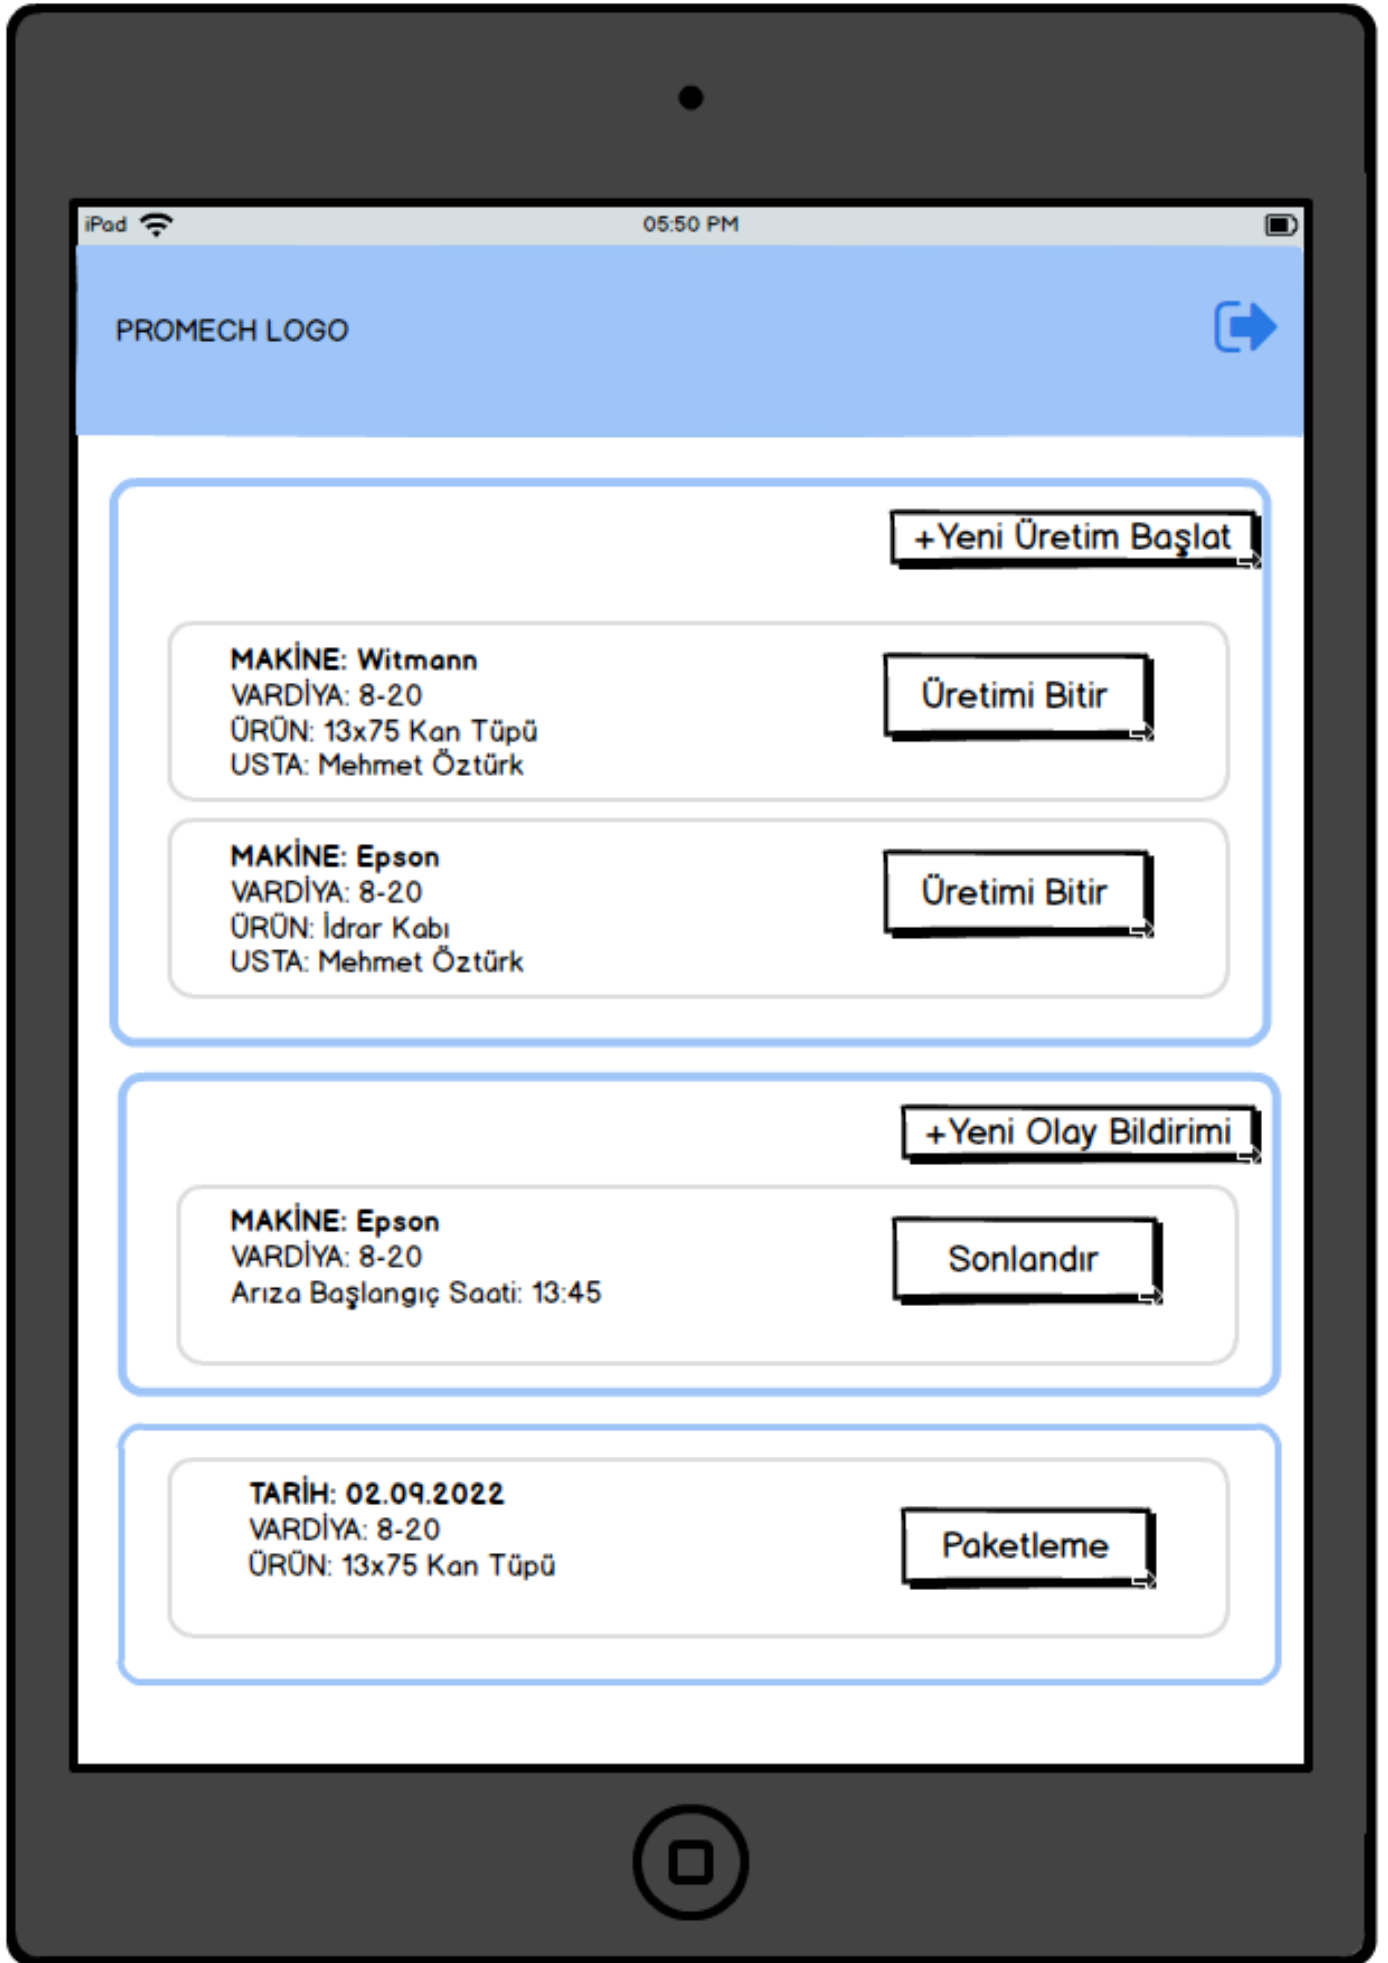 iPad
05:50 PM
PROMECH LOGO
+Yeni Üretim Başlat
MAKİNE: Witmann
VARDİYA: 8-20
ÜRÜN: 13x75 Kan Tüpü
USTA: Mehmet Öztürk
Üretimi Bitir
MAKİNE: Epson
VARDİYA: 8-20
ÜRÜN: İdrar Kabı
USTA: Mehmet Öztürk
Üretimi Bitir
+Yeni Olay Bildirimi
MAKİNE: Epson
VARDİYA: 8-20
Arıza Başlangıç Saati: 13:45
Sonlandır
TARİH: 02.09.2022
VARDİYA: 8-20
ÜRÜN: 13x75 Kan Tüpü
Paketleme